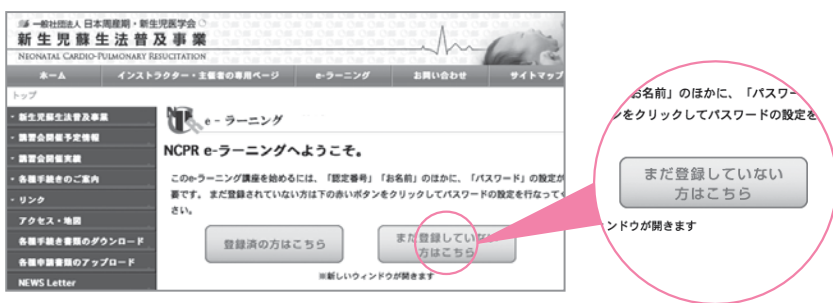 一般社団法人 日本周産期・新生児医学会
新生児蘇生法普及事業
NEONATAL CARDIO-PULMONARY RESUCITATION
ホーム
インストラクター・主催者の専用ページ
e-ラーニング
お問い合わせ
サイトマップ
トップ
・新生児蘇生法普及事業
・講習会開催予定情報
・講習会開催実績
・各種手続きのご案内
・リンク
アクセス・地図
各種手続き書類のダウンロード
各種申請書類のアップロード
NEWS Letter
e - ラーニング
NCPR e-ラーニングへようこそ。
このe-ラーニング講座を始めるには、「認定番号」「お名前」のほかに、「パスワード」の設定が
要です。まだ登録されていない方は下の赤いボタンをクリックしてパスワードの設定を行なってく
さい。
登録済の方はこちら
まだ登録していない
方はこちら
※新しいウィンドウが開きます
お名前」のほかに、「パスワー
ンをクリックしてパスワードの設定を
まだ登録していない
方はこちら
ンドウが開きます